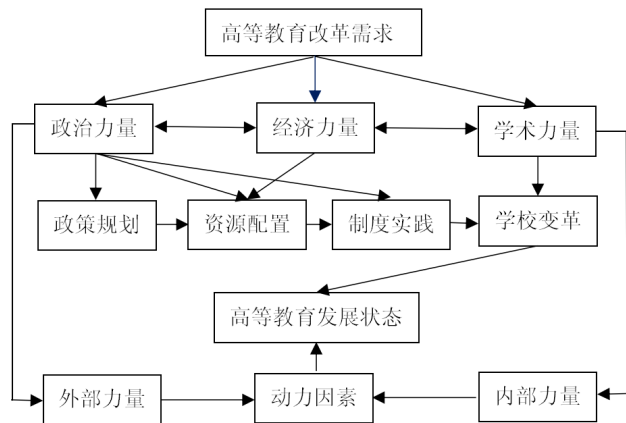 高等教育改革需求
政治力量
经济力量
学术力量
政策规划
资源配置
制度实践
学校变革
高等教育发展状态
外部力量
动力因素
内部力量